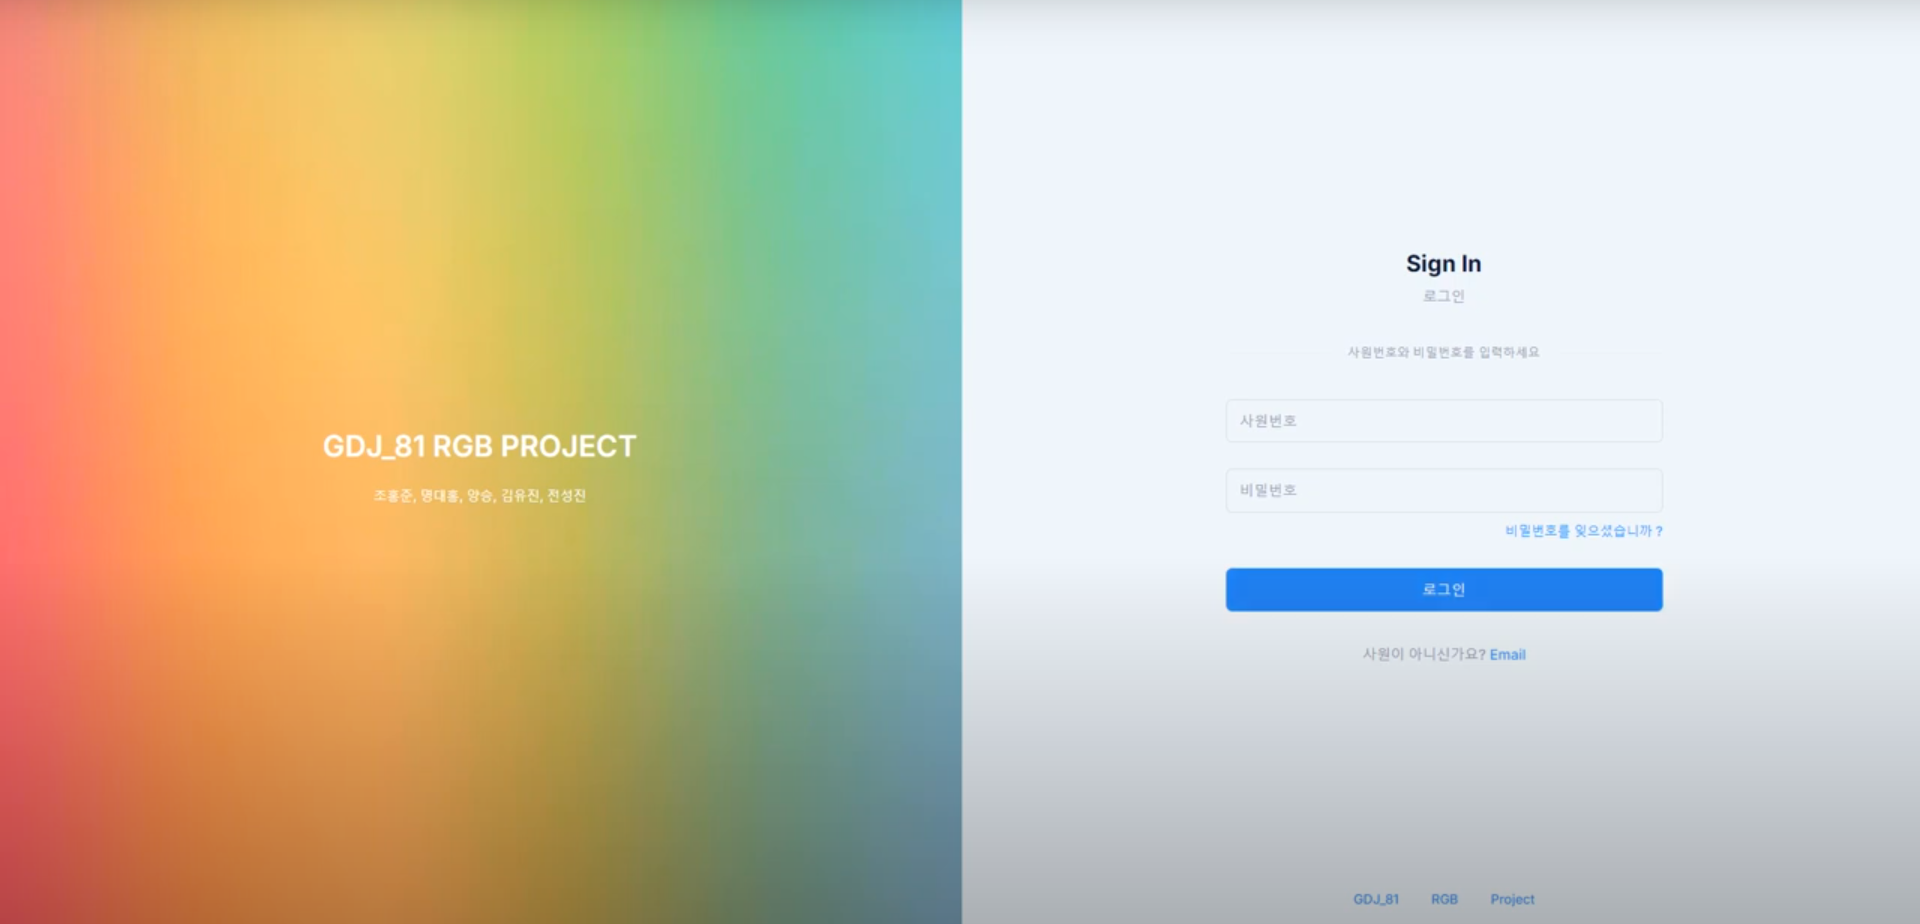 GDJ_81 RGB PROJECT
조홍준, 명대홍, 양승, 김유진, 전성진
Sign In
로그인
사원번호와 비밀번호를 입력하세요
사원번호
비밀번호
비밀번호를 잊으셨습니까 ?
로그인
사원이 아니신가요? Email
GDJ_81 RGB Project